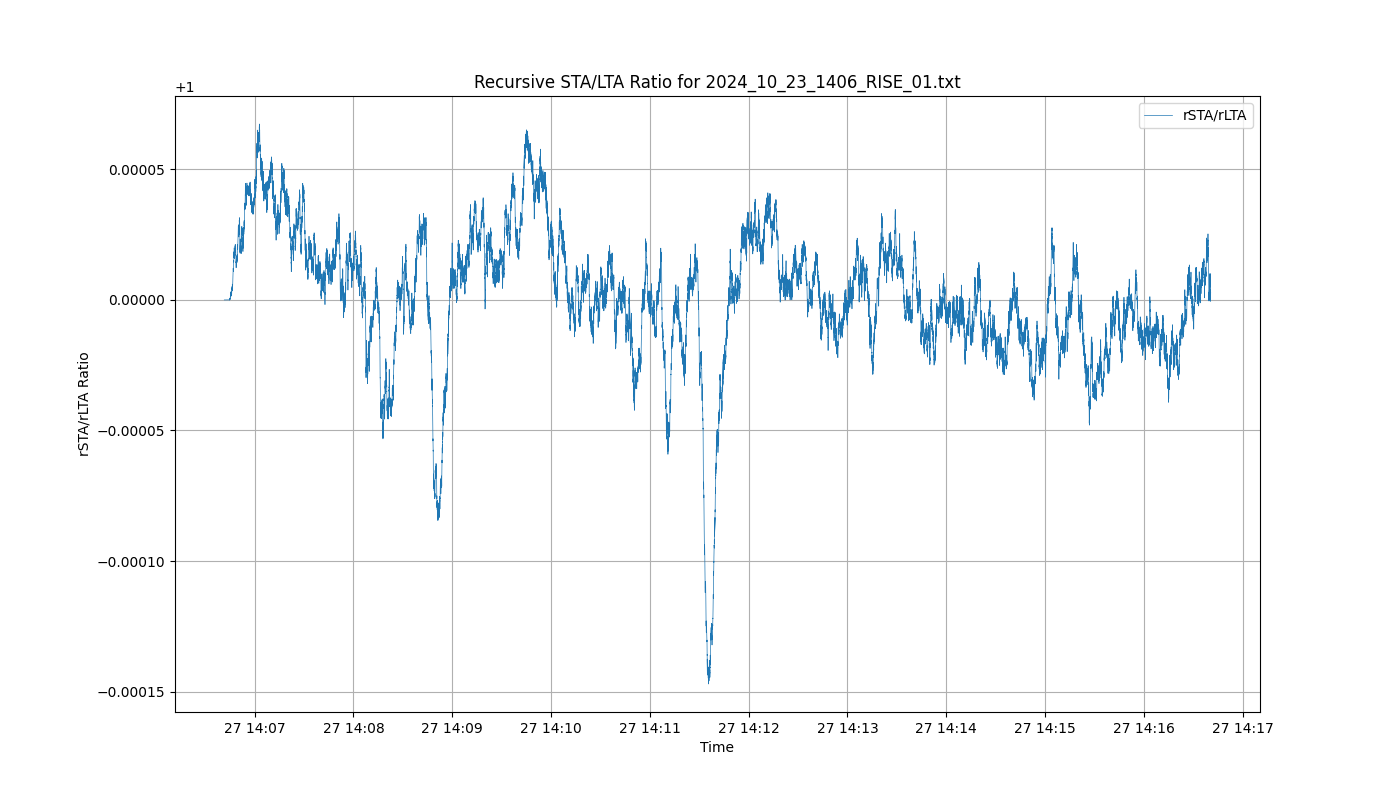 Recursive STA/LTA Ratio for 2024_10_23_1406_RISE_01.txt
+1
rSTA/rLTA
0.00005
0.00000
−0.00005
−0.00010
−0.00015
rSTA/rLTA Ratio
27 14:07 27 14:08 27 14:09 27 14:10 27 14:11 27 14:12 27 14:13 27 14:14 27 14:15 27 14:16 27 14:17
Time